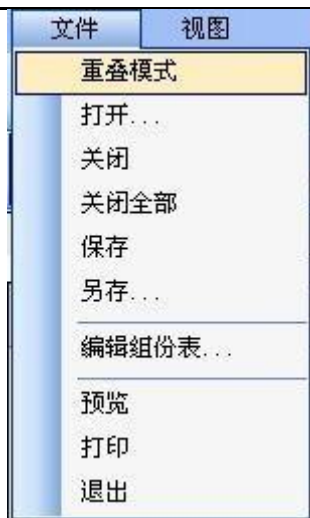 文件 视图
重叠模式
打开...
关闭
关闭全部
保存
另存...
编辑组份表...
预览
打印
退出